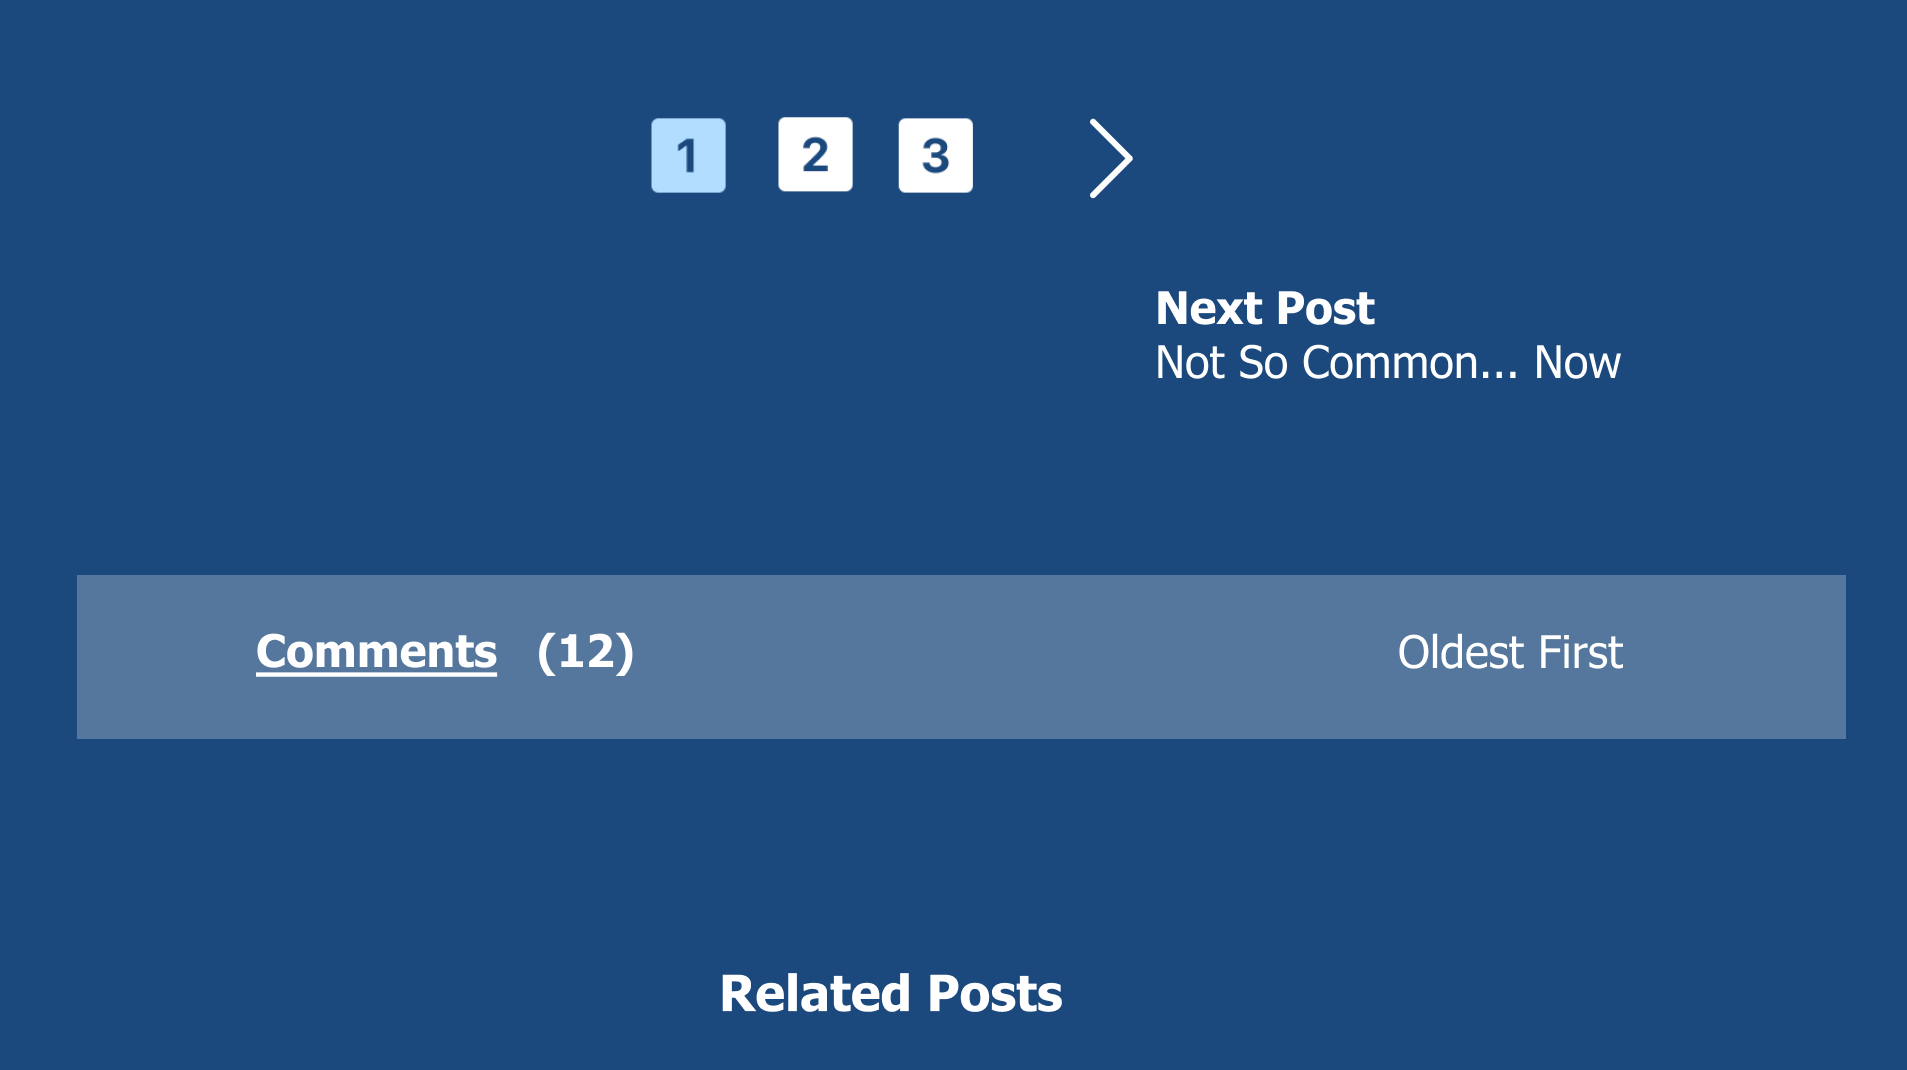 1 2 3
Next Post
Not So Common... Now
Comments (12)
Oldest First
Related Posts